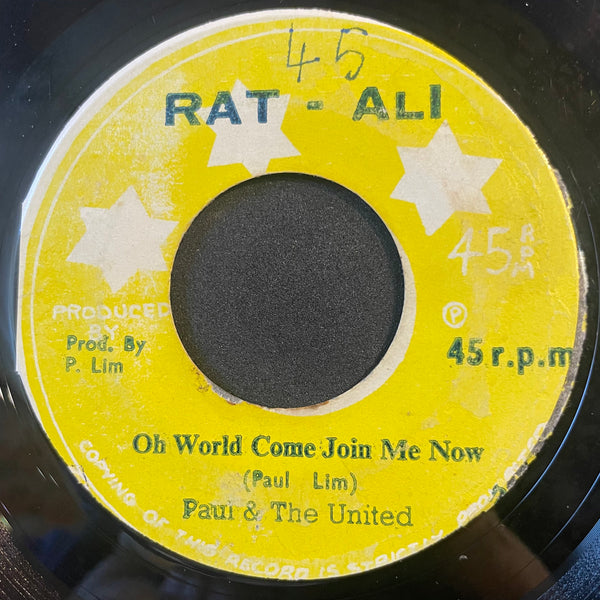 45
RAT - ALI
45 RPM
PRODUCED
BY
Prod. By
P. Lim
Ⓟ
45 r.p.m
Oh World Come Join Me Now
(Paul Lim)
Paul & The United
COPYING OF THIS RECORD IS STRICTLY